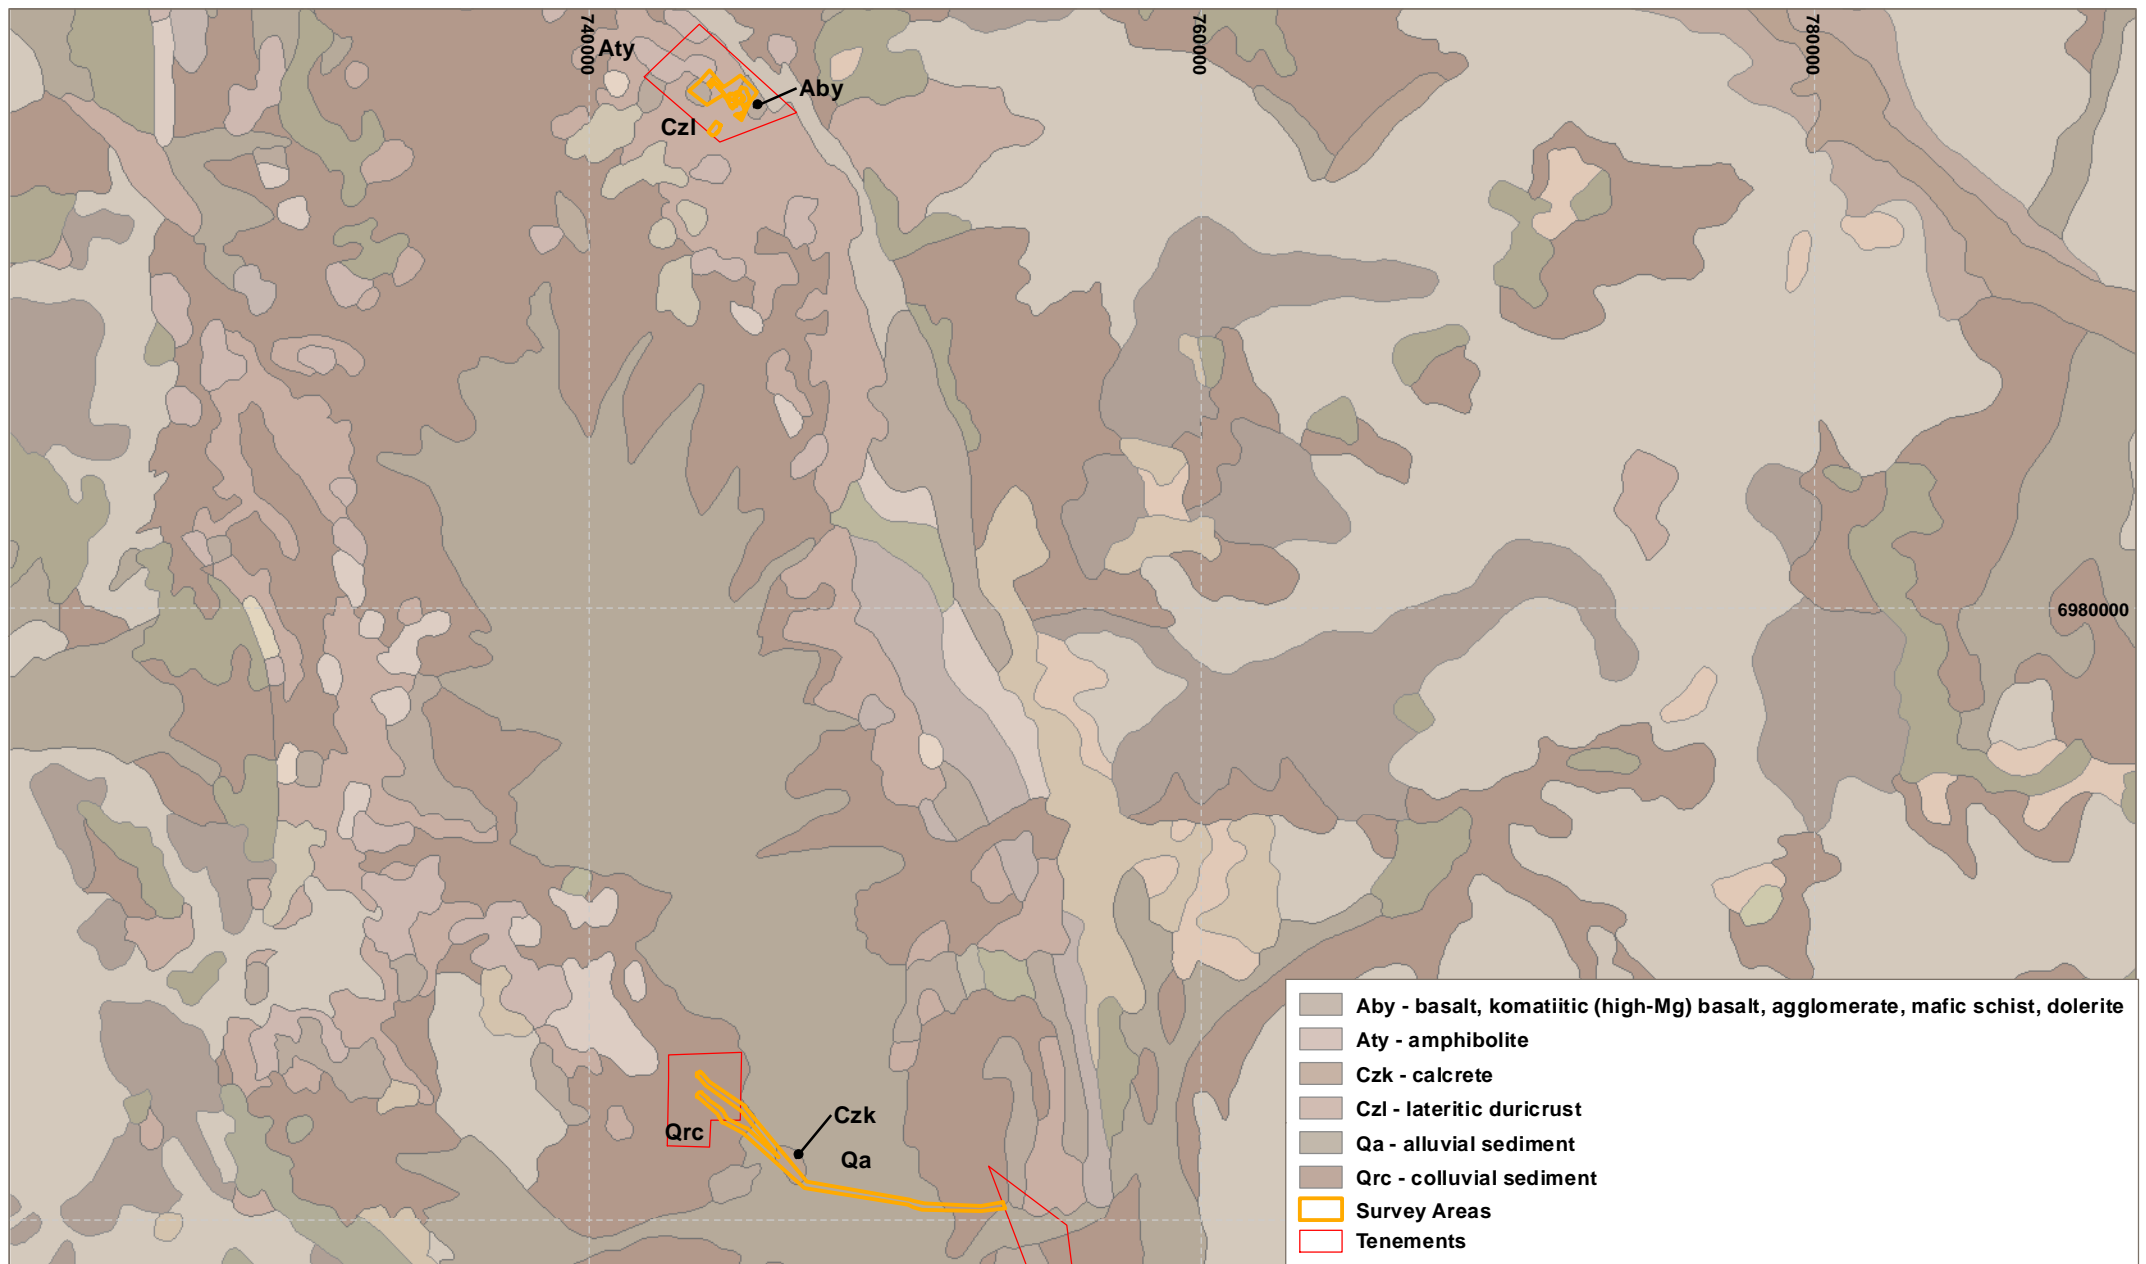 740000
760000
780000
Aty
Aby
Czl
6980000
Czk
Qrc
Qa
Aby - basalt, komatiitic (high-Mg) basalt, agglomerate, mafic schist, dolerite
Aty - amphibolite
Czk - calcrete
Czl - lateritic duricrust
Qa - alluvial sediment
Qrc - colluvial sediment
Survey Areas
Tenements